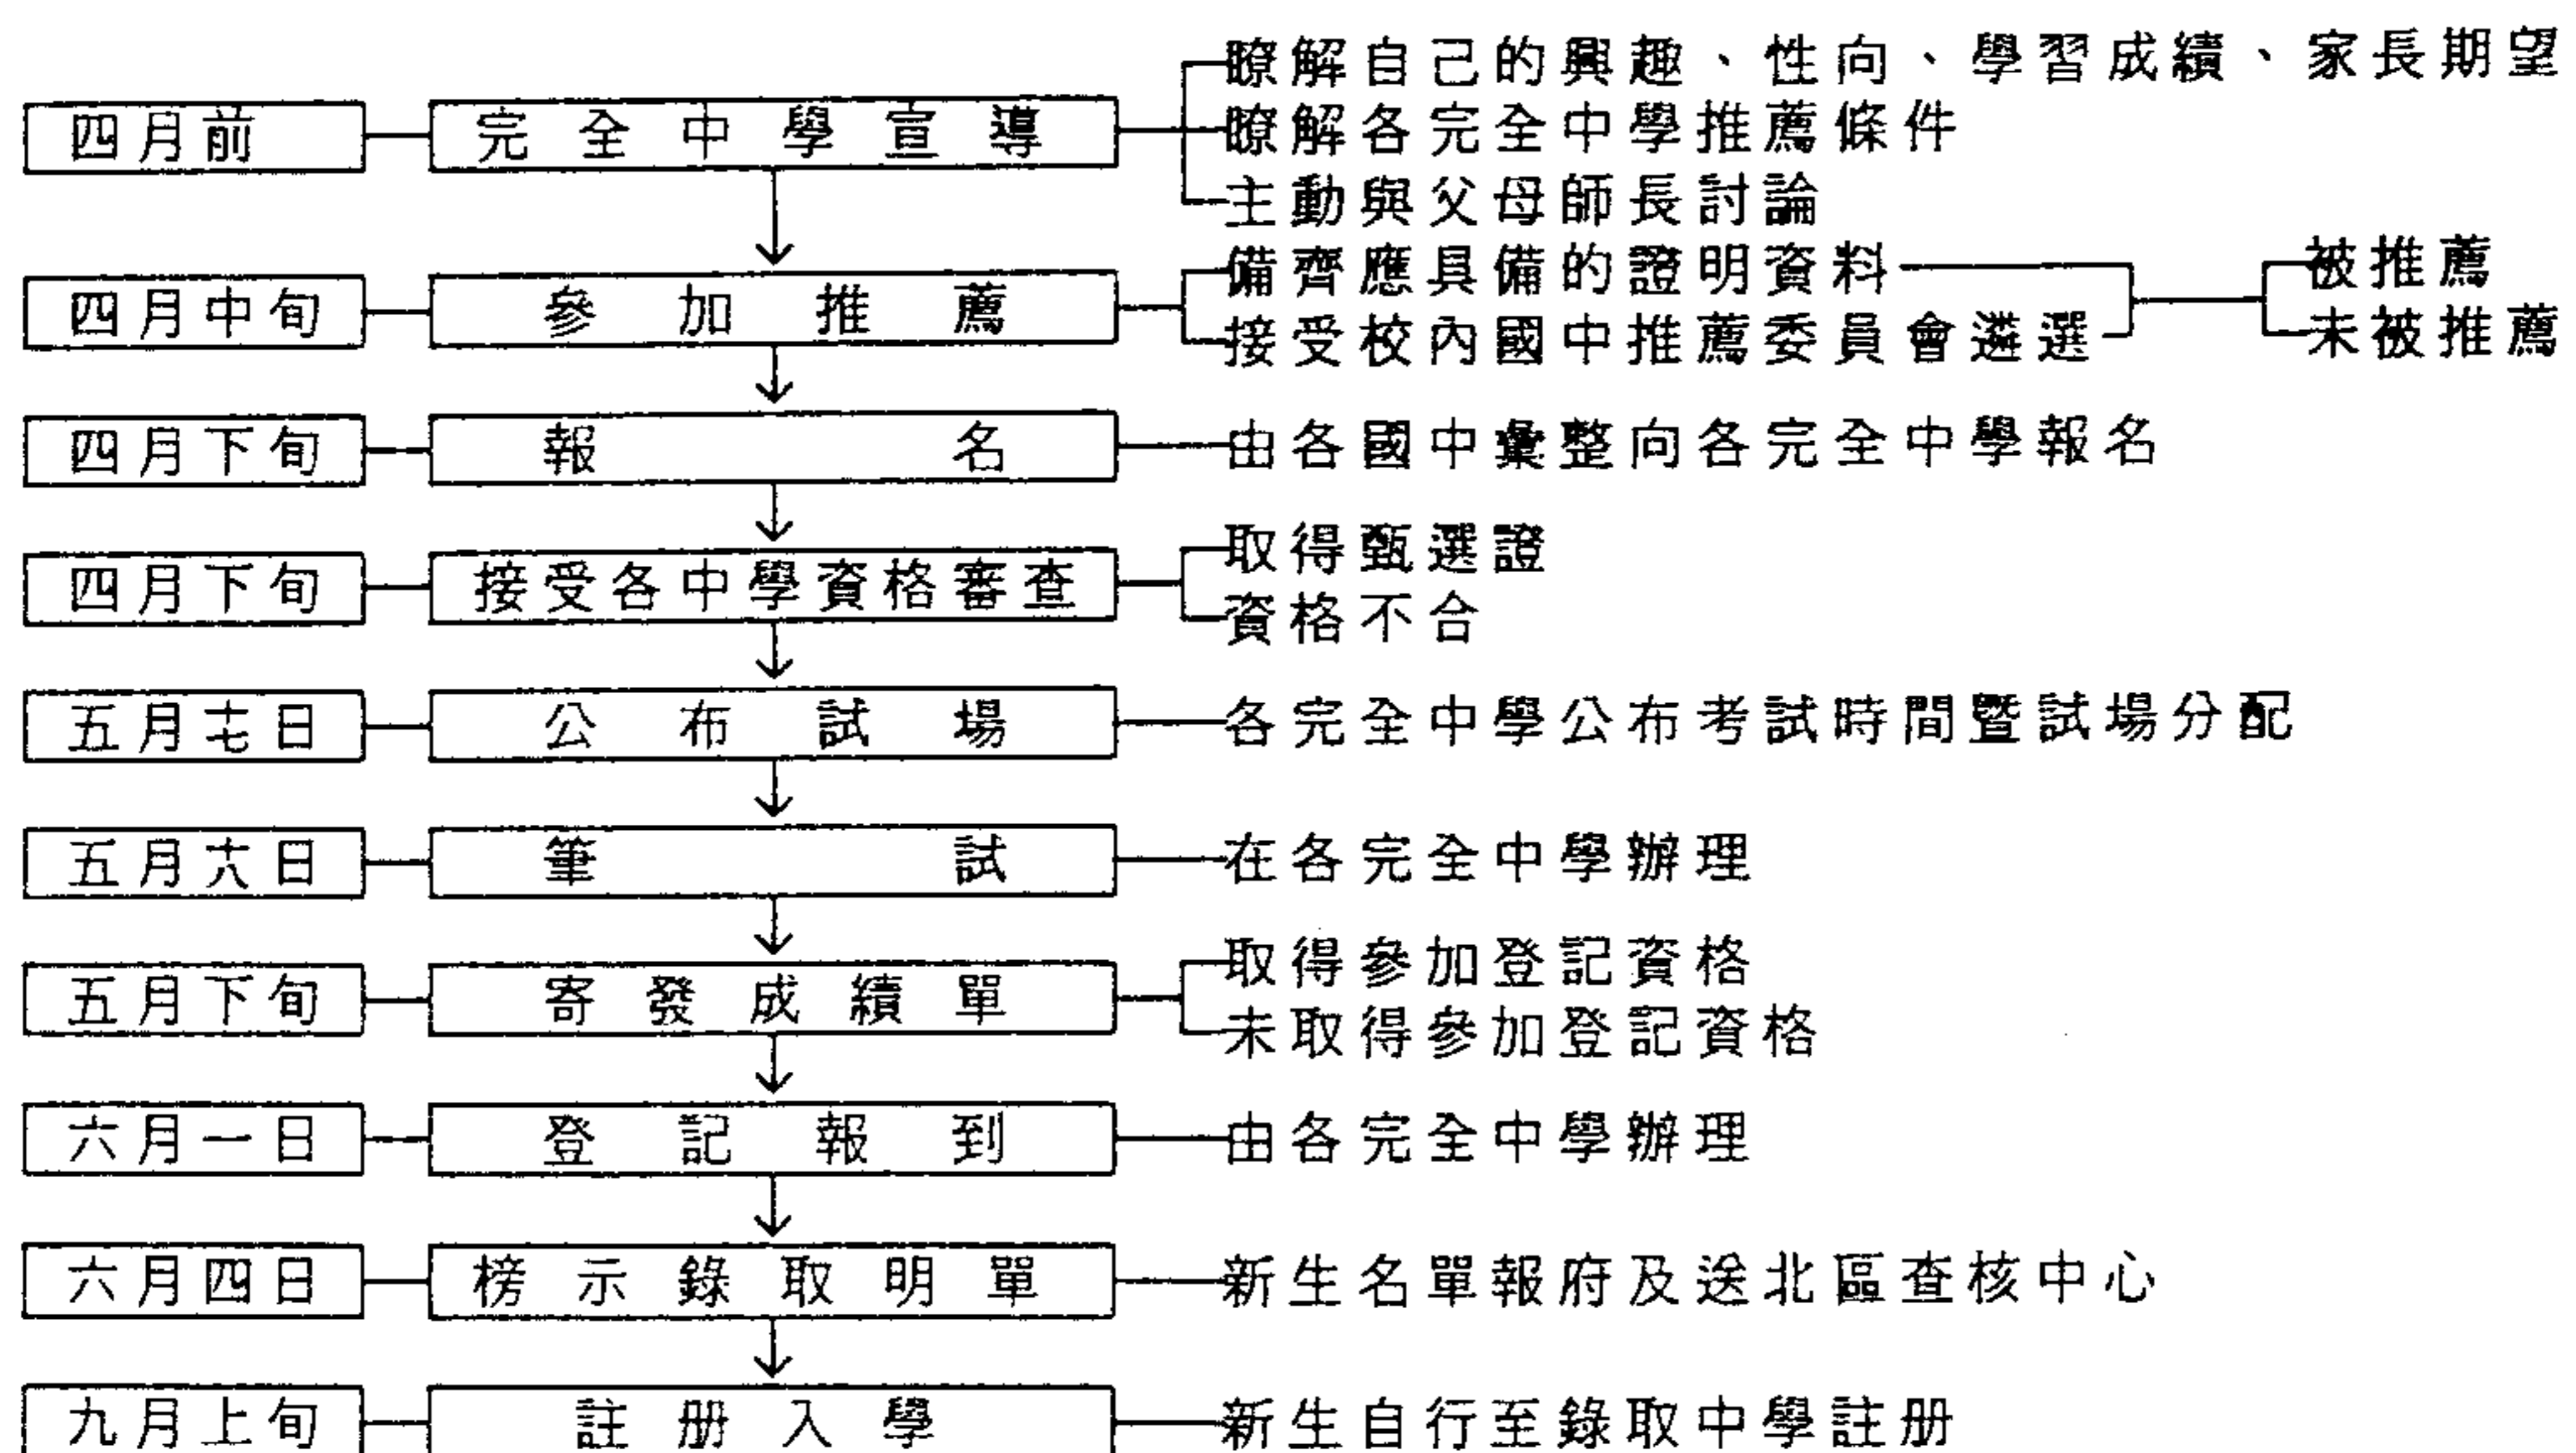 四月前
完全中學宣導
瞭解自己的興趣、性向、學習成績、家長期望
瞭解各完全中學推薦條件
主動與父母師長討論
四月中旬
參加推薦
備齊應具備的證明資料
接受校內國中推薦委員會遴選
被推薦
未被推薦
四月下旬
報名
由各國中彙整向各完全中學報名
四月下旬
接受各中學資格審查
取得甄選證
資格不合
五月十七日
公布試場
各完全中學公布考試時間暨試場分配
五月十八日
筆試
在各完全中學辦理
五月下旬
寄發成績單
取得參加登記資格
未取得參加登記資格
六月一日
登記報到
由各完全中學辦理
六月四日
榜示錄取明單
新生名單報府及送北區查核中心
九月上旬
註册入學
新生自行至錄取中學註册